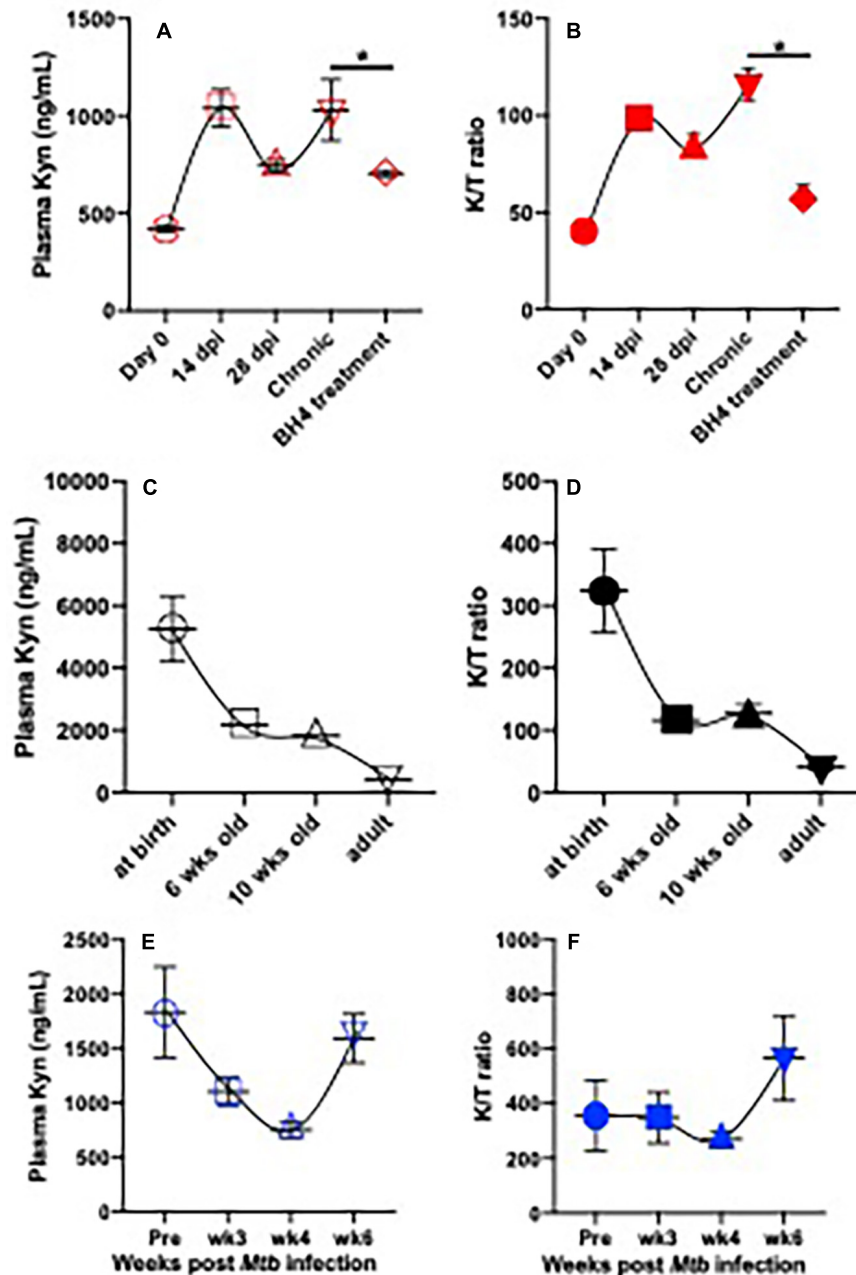 A
Plasma Kyn (ng/mL)
1500
1000
500
0
Day 0
14 dpi
28 dpi
Chronic
BH4 treatment
*
B
K/T ratio
150
100
50
0
Day 0
14 dpi
28 dpi
Chronic
BH4 treatment
*
C
Plasma Kyn (ng/mL)
10000
8000
6000
4000
2000
0
at birth
6 wks old
10 wks old
adult
D
K/T ratio
500
400
300
200
100
0
at birth
6 wks old
10 wks old
adult
E
Plasma Kyn (ng/mL)
2500
2000
1500
1000
500
0
Pre wk3 wk4 wk6
Weeks post Mtb infection
F
K/T ratio
1000
800
600
400
200
0
Pre wk3 wk4 wk6
Weeks post Mtb infection